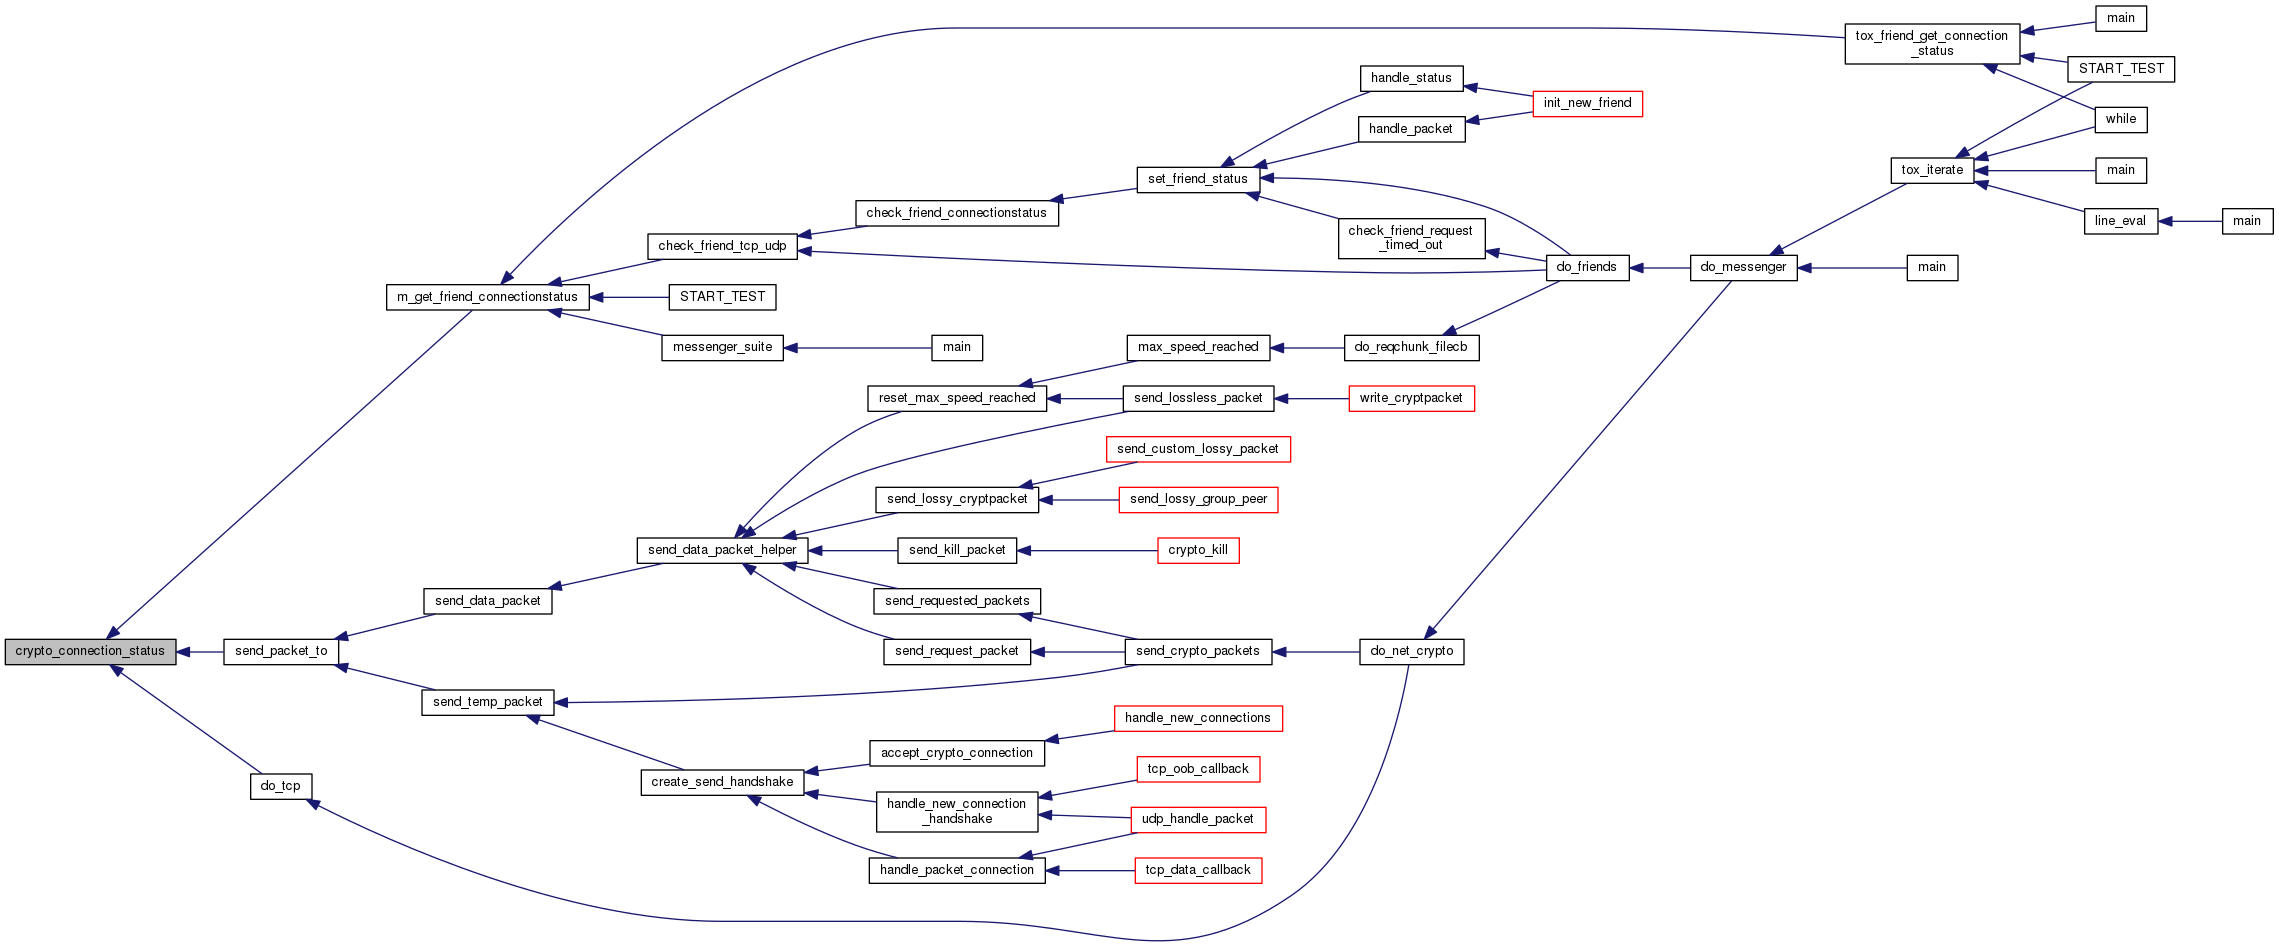 main
tox_friend_get_connection
_status
START_TEST
handle_status
init_new_friend
while
handle_packet
tox_iterate
main
set_friend_status
check_friend_connectionstatus
line_eval
main
check_friend_request
_timed_out
check_friend_tcp_udp
do_friends
do_messenger
main
m_get_friend_connectionstatus
START_TEST
messenger_suite
main
max_speed_reached
do_reqchunk_filecb
reset_max_speed_reached
send_lossless_packet
write_cryptpacket
send_custom_lossy_packet
send_lossy_cryptpacket
send_lossy_group_peer
send_data_packet_helper
send_kill_packet
crypto_kill
send_data_packet
send_requested_packets
crypto_connection_status
send_packet_to
send_request_packet
send_crypto_packets
do_net_crypto
send_temp_packet
handle_new_connections
accept_crypto_connection
tcp_oob_callback
create_send_handshake
do_tcp
handle_new_connection
_handshake
udp_handle_packet
handle_packet_connection
tcp_data_callback